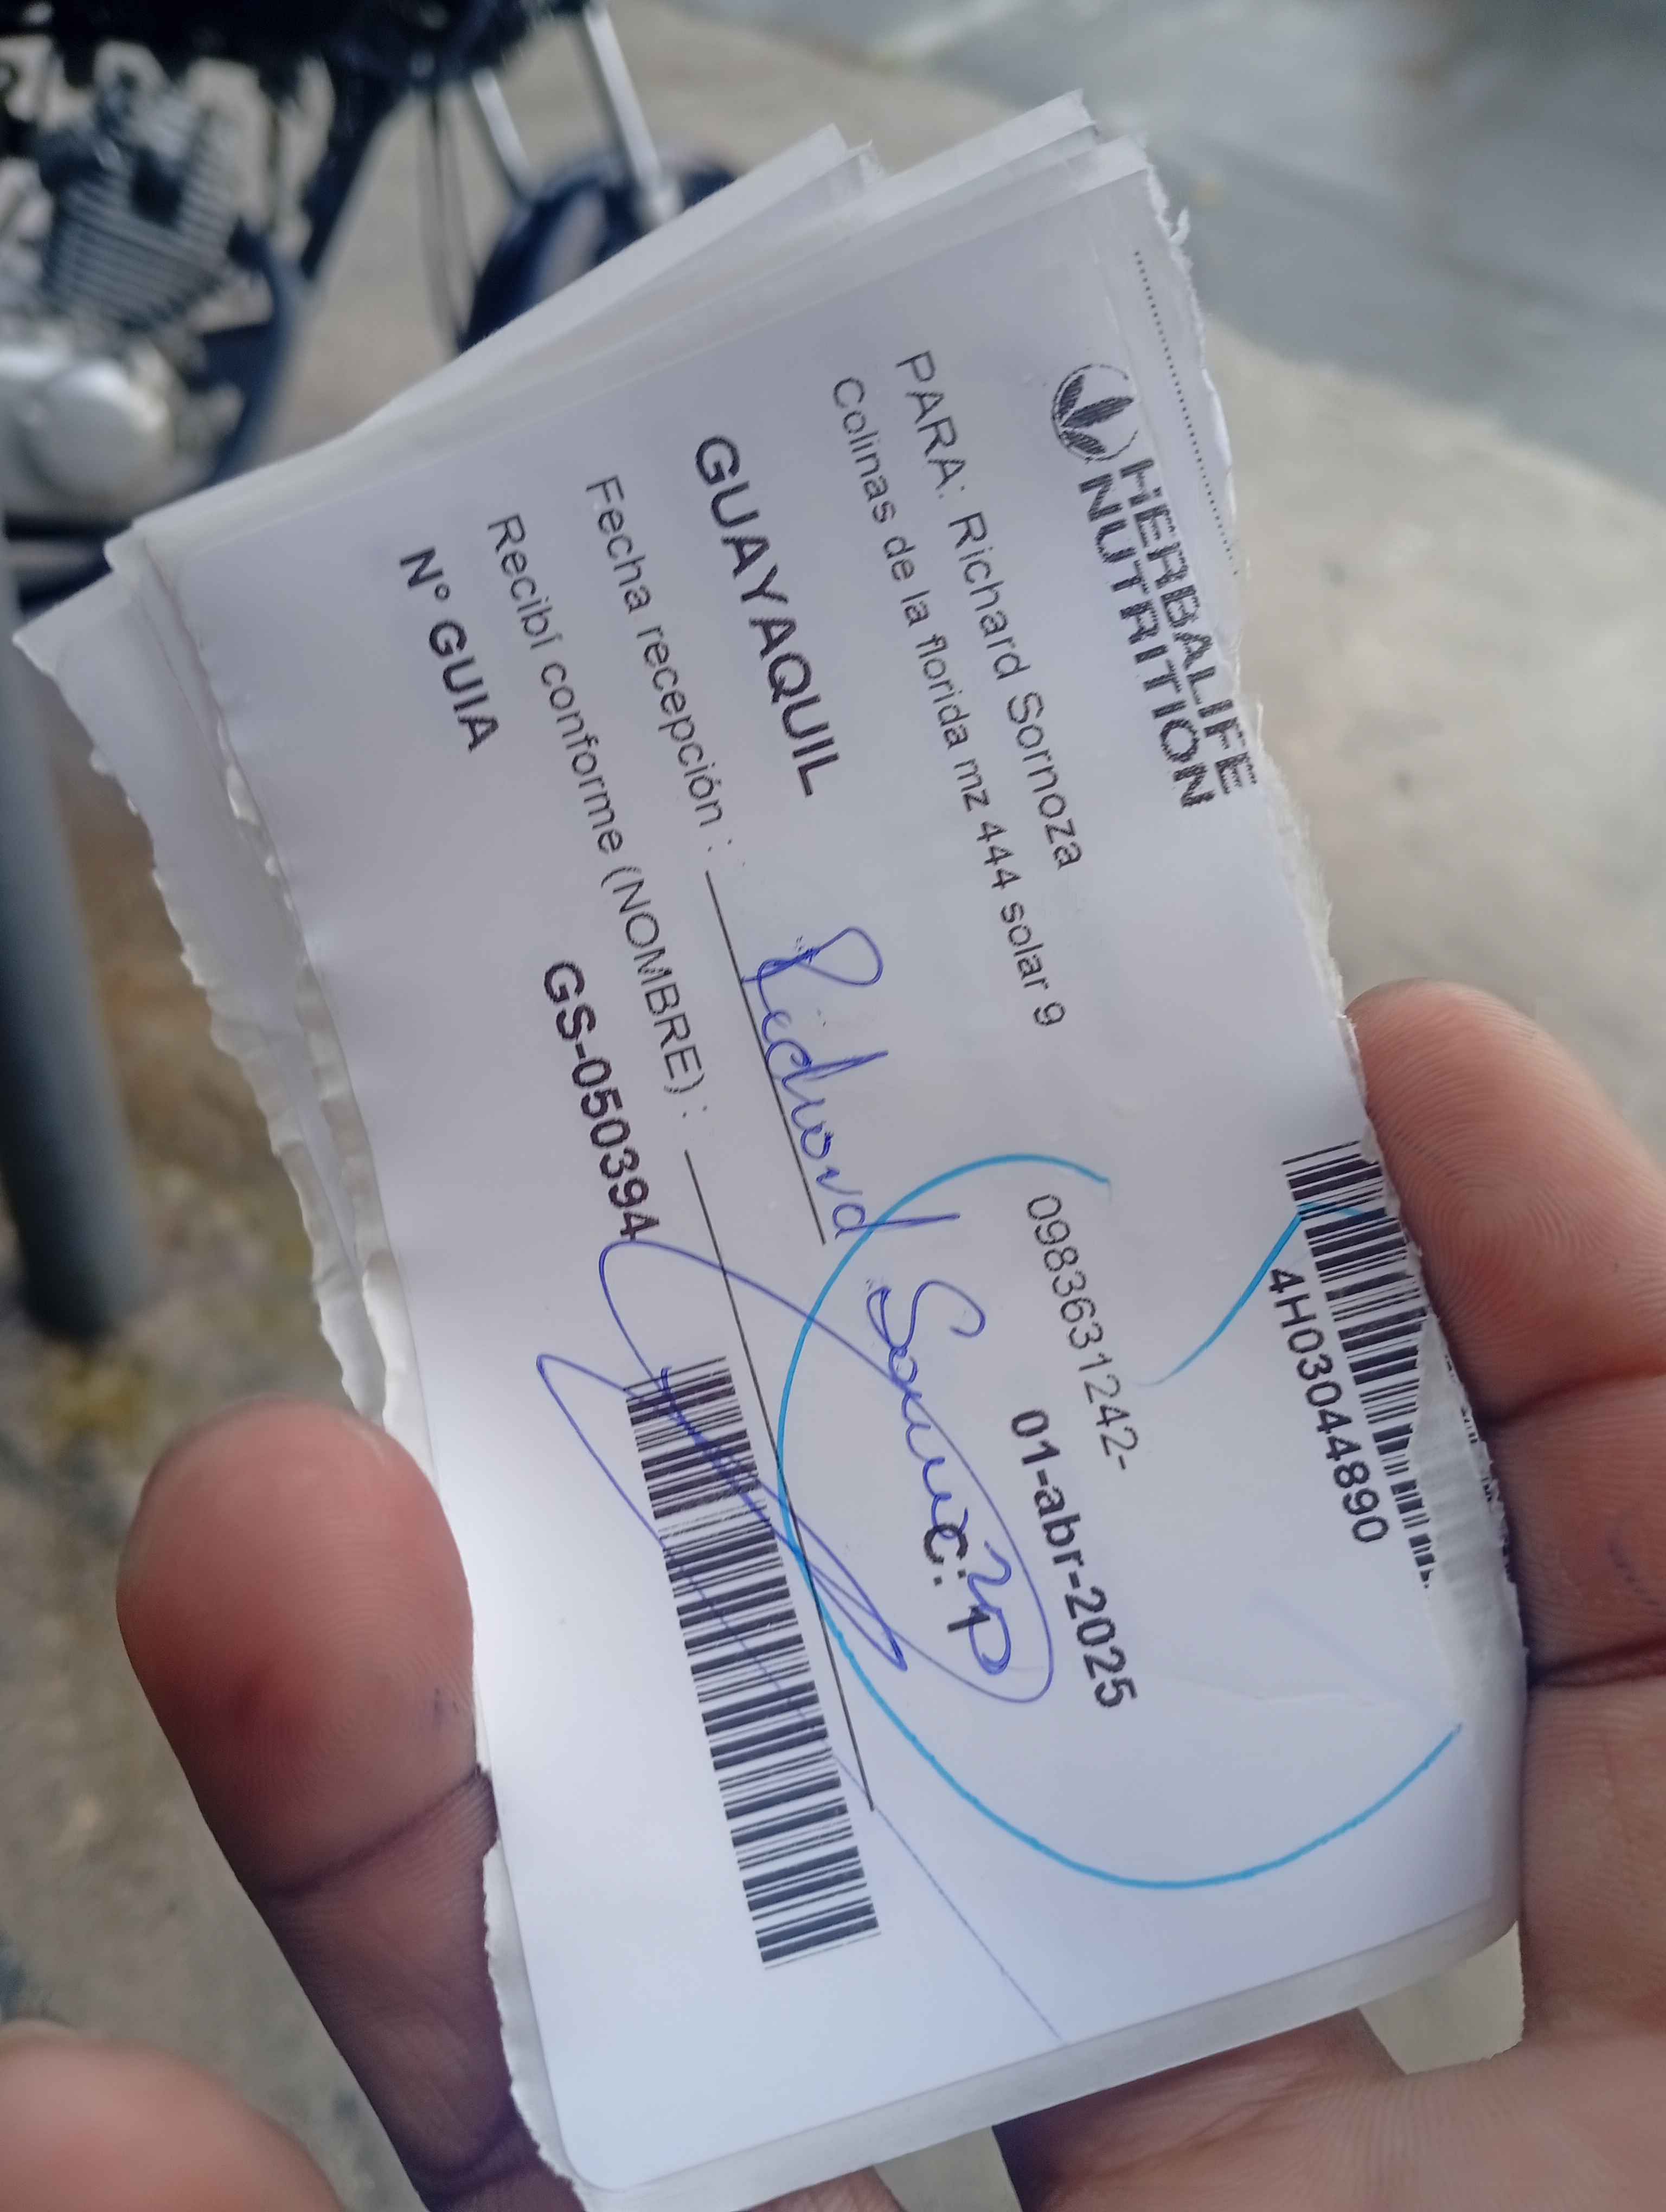 HERBALIFE
NUTRITION
4H03044890
PARA: Richard Sornoza
0983631242-
Colinas de la florida mz 444 solar 9
01-abr-2025
GUAYAQUIL
C.
Fecha recepción :
Richard
Recibí conforme (NOMBRE) :
Nº GUIA
GS-050394